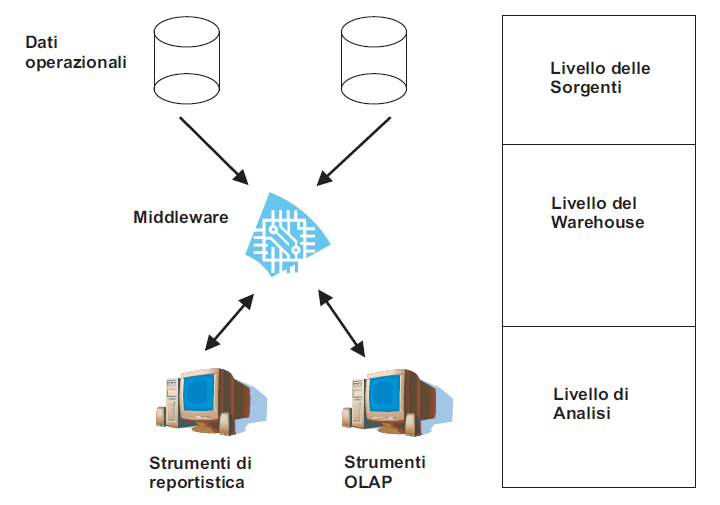 Dati
operazionali
Livello delle
Sorgenti
Middleware
Livello del
Warehouse
Livello di
Analisi
Strumenti di
reportistica
Strumenti
OLAP